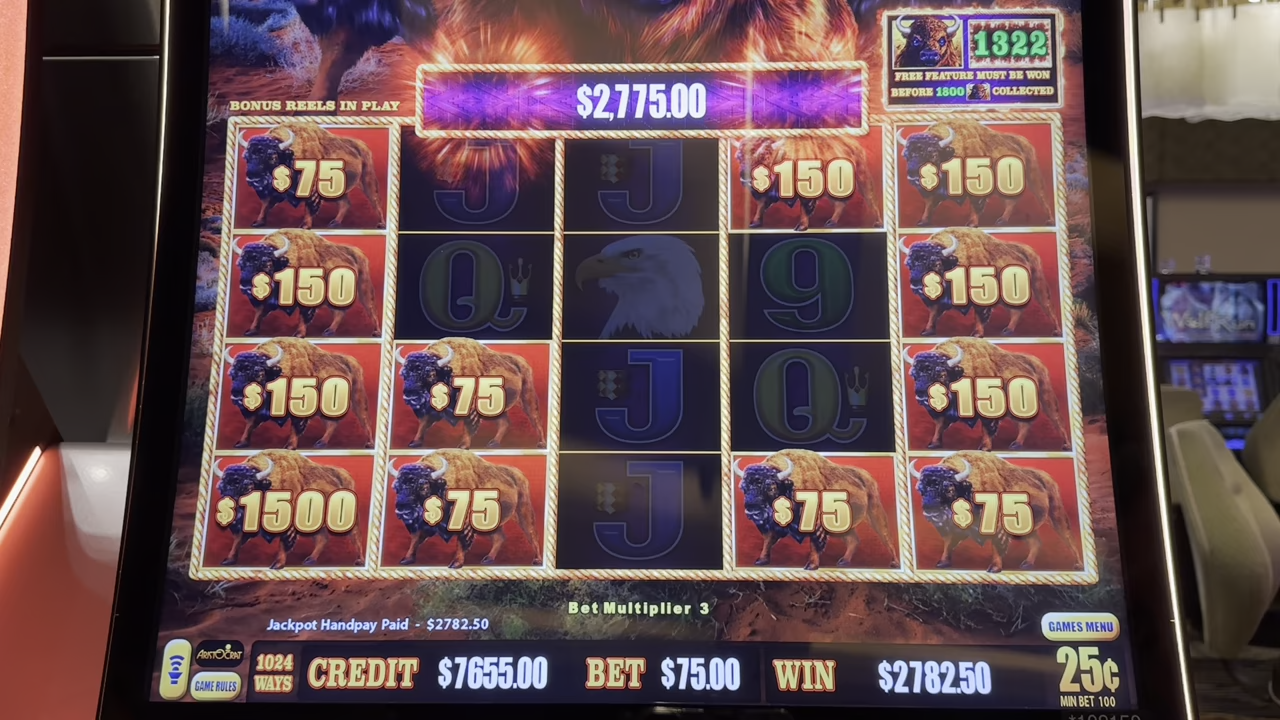 1322
FREE FEATURE MUST BE WON
BEFORE 1800 COLLECTED
$2,775.00
BONUS REELS IN PLAY
$75 J J $150 $150
$150 Q 9 $150
$150 $75 J Q $150
$1500 $75 J $75 $75
Bet Multiplier 3
Jackpot Handpay Paid - $2782.50
GAMES MENU
ARISTOCRAT
GAME RULES
1024
WAYS
CREDIT $7655.00 BET $75.00 WIN $2782.50
25¢
MIN BET 100